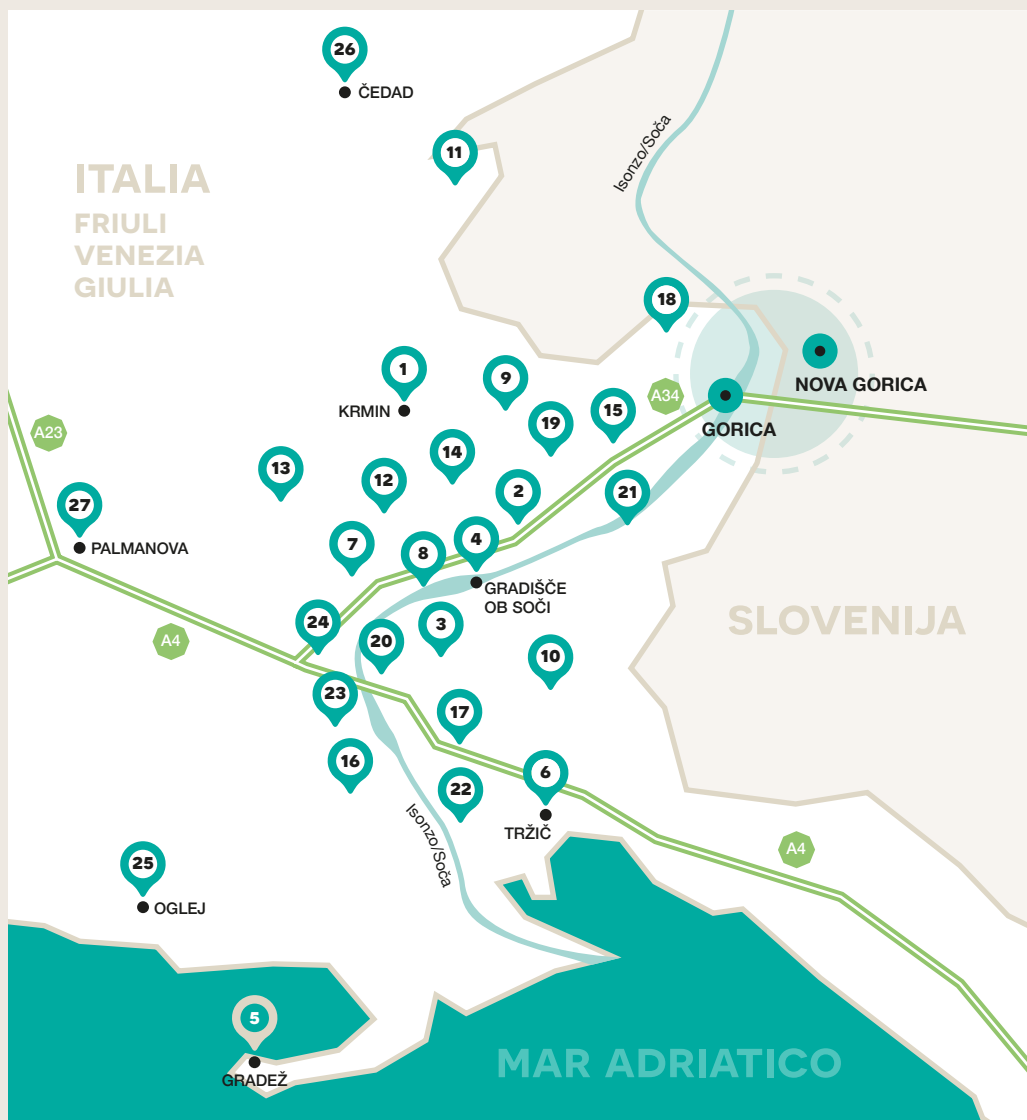 26
ČEDAD
11
Isonzo/Soča
ITALIA
FRIULI
VENEZIA
GIULIA
18
NOVA GORICA
1
9
A34
15
KRMIN
GORICA
19
A23
14
13
12
2
21
27
PALMANOVA
7
8
4
GRADIŠČE
OB SOČI
24
3
SLOVENIJA
A4
20
10
23
17
16
6
22
TRŽIČ
Isonzo/Soča
A4
25
OGLEJ
5
GRADEŽ
MAR ADRIATICO